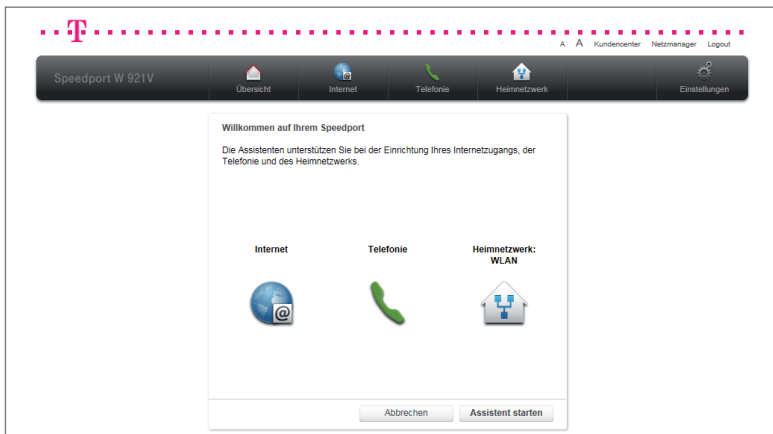 T
A A Kundencenter Netzmanager Logout
Speedport W 921V
Übersicht Internet Telefonie Heimnetzwerk Einstellungen
Willkommen auf Ihrem Speedport
Die Assistenten unterstützen Sie bei der Einrichtung Ihres Internetzugangs, der
Telefonie und des Heimnetzwerks.
Internet Telefonie Heimnetzwerk:
WLAN
@
Abbrechen Assistent starten